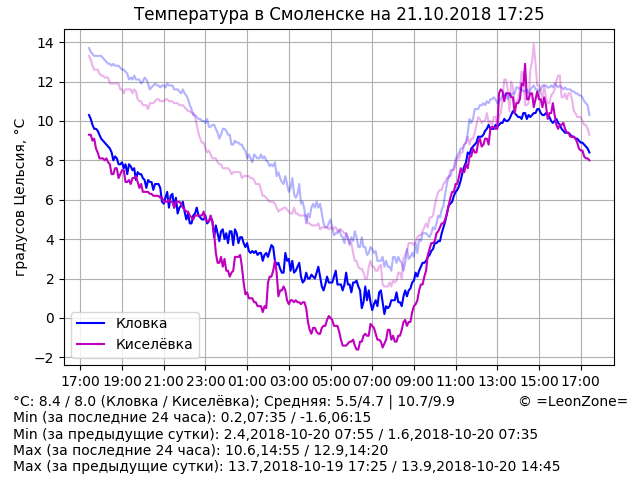 Температура в Смоленске на 21.10.2018 17:25
градусов Цельсия, °C
14
12
10
8
6
4
2
0
−2
Кловка
Киселёвка
17:00 19:00 21:00 23:00 01:00 03:00 05:00 07:00 09:00 11:00 13:00 15:00 17:00
°C: 8.4 / 8.0 (Кловка / Киселёвка); Средняя: 5.5/4.7 | 10.7/9.9 © =LeonZone=
Min (за последние 24 часа): 0.2,07:35 / -1.6,06:15
Min (за предыдущие сутки): 2.4,2018-10-20 07:55 / 1.6,2018-10-20 07:35
Max (за последние 24 часа): 10.6,14:55 / 12.9,14:20
Max (за предыдущие сутки): 13.7,2018-10-19 17:25 / 13.9,2018-10-20 14:45